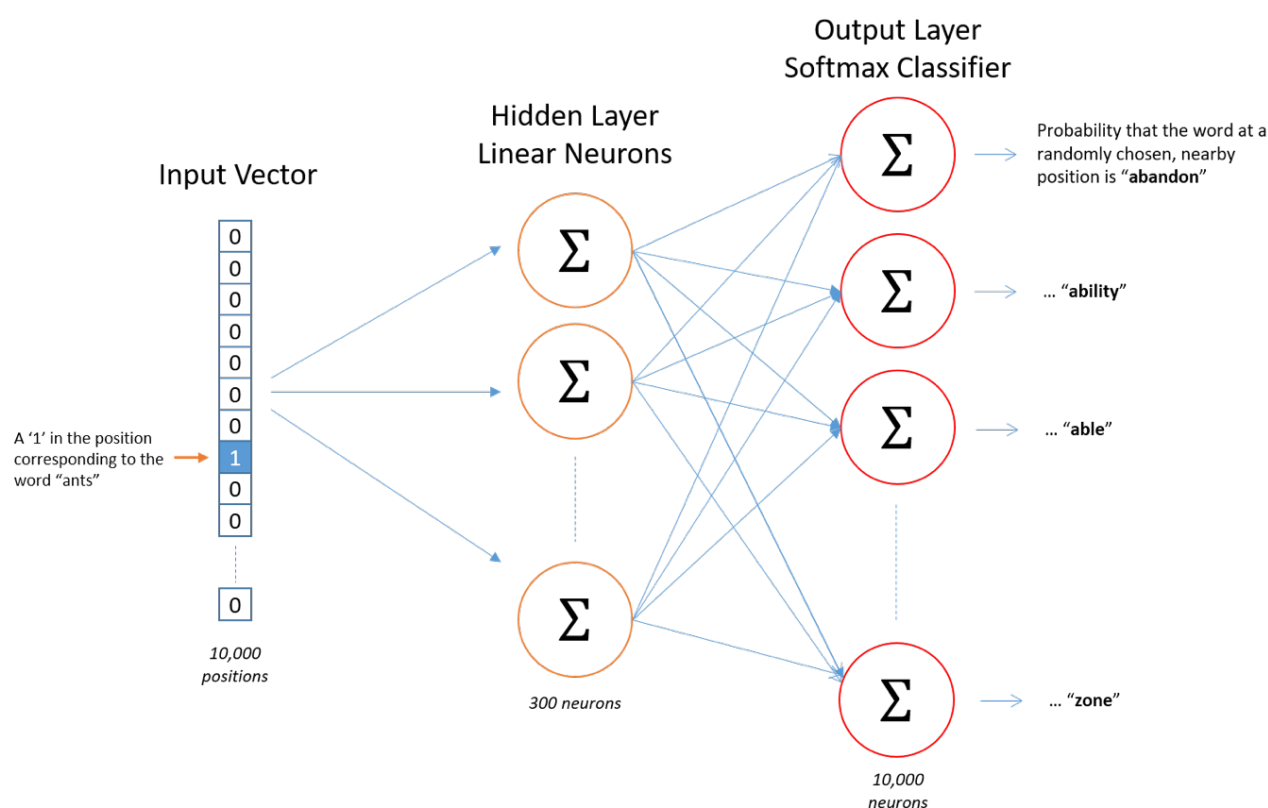 Output Layer
Softmax Classifier
Hidden Layer
Linear Neurons
Input Vector
Probability that the word at a
randomly chosen, nearby
position is “abandon”
Σ
Σ
0
0
0
0
0
0
0
1
0
0
0
Σ
Σ
… “ability”
Σ
… “able”
A ‘1’ in the position
corresponding to the
word “ants”
Σ
Σ
… “zone”
10,000
positions
300 neurons
10,000
neurons